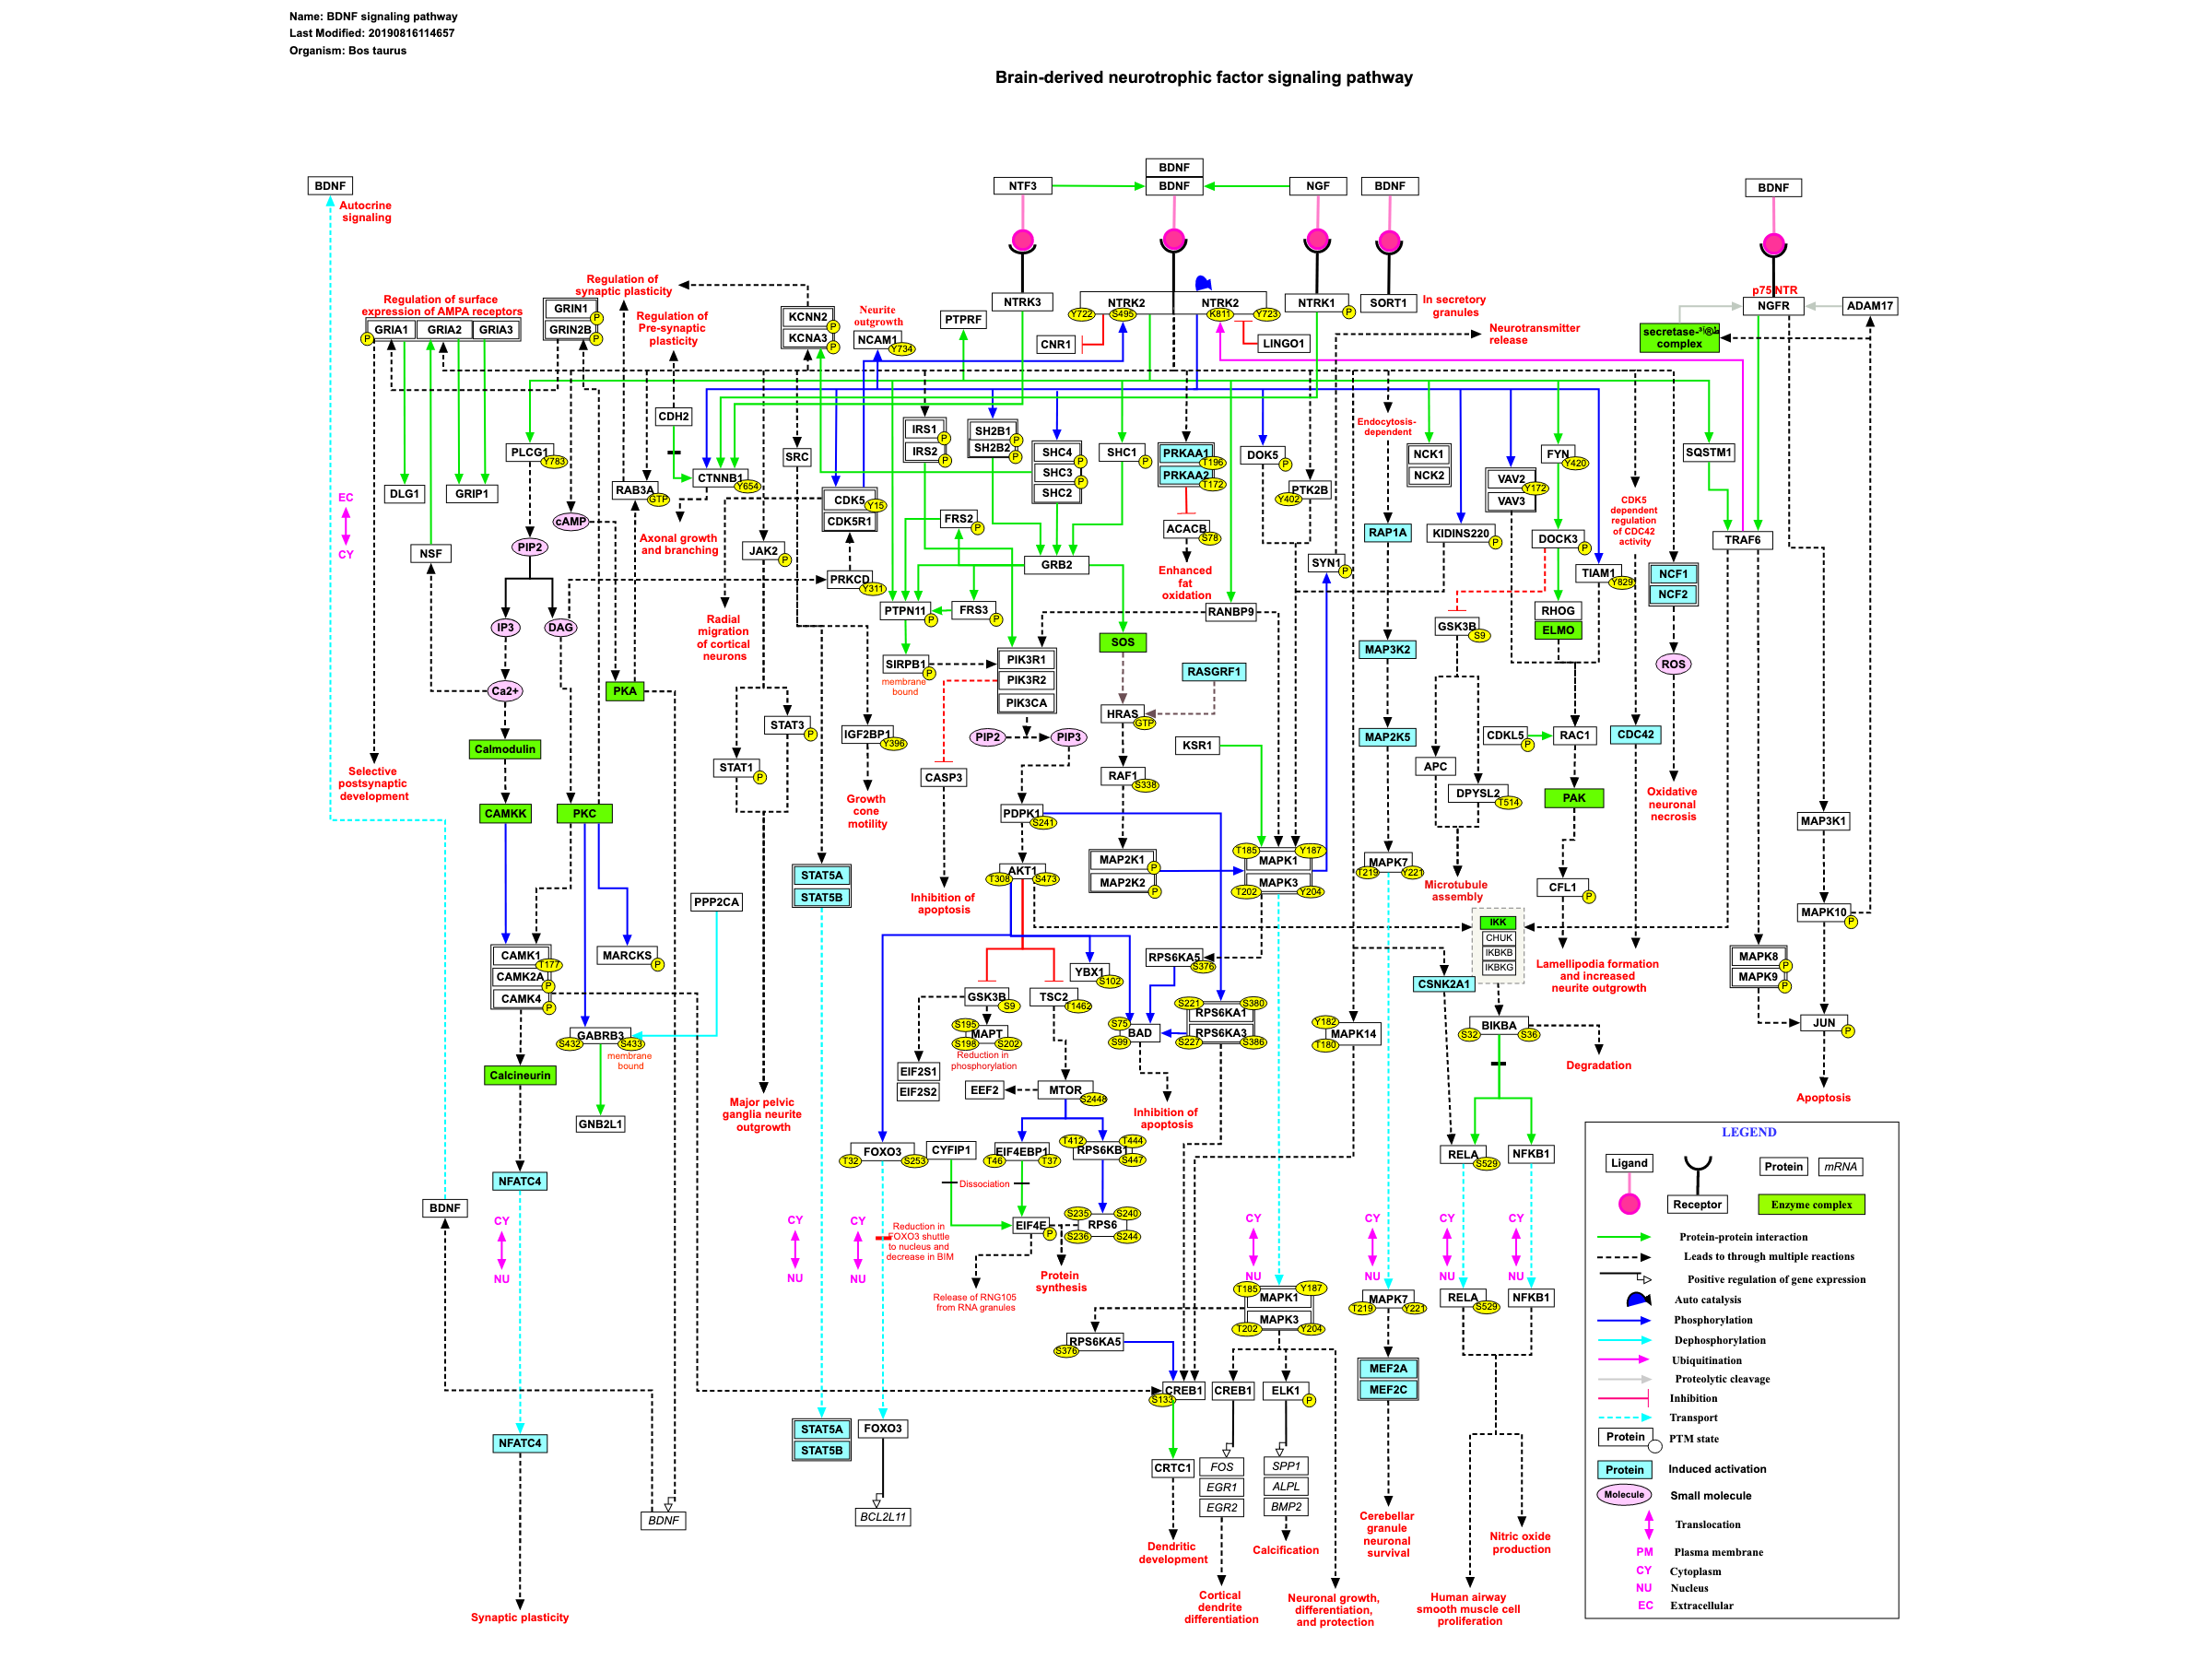 Name: BDNF signaling pathway
Last Modified: 20190816114657
Organism: Bos taurus
Brain-derived neurotrophic factor signaling pathway
BDNF
BDNF
Autocrine
signaling
NTF3
BDNF
NGF
BDNF
BDNF
Regulation of
synaptic plasticity
Regulation of surface
expression of AMPA receptors
GRIA1
GRIA2
GRIA3
P
GRIN1
P
GRIN2B
P
Regulation of
Pre-synaptic
plasticity
KCNN2
P
KCNA3
P
Neurite
outgrowth
NCAM1
Y734
PTPRF
NTRK3
NTRK2
NTRK2
Y722
S495
K811
Y723
CNR1
LINGO1
NTRK1
P
SORT1
In secretory
granules
Neurotransmitter
release
p75 NTR
NGFR
ADAM17
complex
CDH2
PLCG1
Y783
DLG1
GRIP1
RAB3A
GTP
CTNNB1
Y654
SRC
IRS1
P
IRS2
P
SH2B1
P
SH2B2
P
SHC4
P
SHC3
P
SHC2
SHC1
P
PRKAA1
T196
PRKAA2
T172
DOK5
P
PTK2B
Y402
Endocytosis-
dependent
NCK1
NCK2
VAV2
Y172
VAV3
FYN
Y420
SQSTM1
EC
CY
cAMP
PIP2
NSF
Axonal growth
and branching
CDK5
Y15
CDK5R1
JAK2
P
PRKCD
Y311
FRS2
P
GRB2
ACACB
S78
Enhanced
fat
oxidation
SYN1
P
RAP1A
KIDINS220
P
DOCK3
P
TIAM1
Y829
CDK5
dependent
regulation
of CDC42
activity
NCF1
NCF2
TRAF6
IP3
DAG
Radial
migration
of cortical
neurons
PTPN11
P
FRS3
P
RANBP9
SOS
SIRPB1
P
membrane
bound
PIK3R1
PIK3R2
PIK3CA
RASGRF1
MAP3K2
GSK3B
S9
RHOG
ELMO
ROS
Ca2+
PKA
STAT3
P
STAT1
P
IGF2BP1
Y396
PIP2
PIP3
HRAS
GTP
KSR1
MAP2K5
CDKL5
P
RAC1
CDC42
Calmodulin
CASP3
RAF1
S338
APC
DPYSL2
T514
PAK
Selective
postsynaptic
development
Growth
cone
motility
Oxidative
neuronal
necrosis
CAMKK
PKC
PDPK1
S241
MAP3K1
MAP2K1
P
MAP2K2
P
T185
Y187
MAPK1
MAPK3
T202
Y204
MAPK7
T219
Y221
Microtubule
assembly
CFL1
P
AKT1
T308
S473
Inhibition of
apoptosis
STAT5A
STAT5B
PPP2CA
MAPK10
P
IKK
CHUK
IKBKB
IKBKG
Lamellipodia formation
and increased
neurite outgrowth
CAMK1
T177
CAMK2A
P
CAMK4
P
MARCKS
P
YBX1
S102
RPS6KA5
S376
CSNK2A1
MAPK8
P
MAPK9
P
GSK3B
S9
TSC2
T1462
S195
MAPT
S198
S202
Reduction in
phosphorylation
S75
BAD
S99
S221
S380
RPS6KA1
RPS6KA3
S227
S386
Y182
MAPK14
T180
BIKBA
S32
S36
Degradation
JUN
P
Apoptosis
GABRB3
S432
S433
membrane
bound
Calcineurin
GNB2L1
Major pelvic
ganglia neurite
outgrowth
EIF2S1
EIF2S2
EEF2
MTOR
S2448
Inhibition of
apoptosis
FOXO3
T32
S253
CYFIP1
EIF4EBP1
T46
T37
T412
T444
RPS6KB1
S447
Dissociation
RELA
S529
NFKB1
NFATC4
BDNF
EIF4E
P
S235
S240
RPS6
S236
S244
Reduction in
FOXO3 shuttle
to nucleus and
decrease in BIM
CY
NU
CY
NU
CY
NU
CY
NU
CY
NU
CY
NU
CY
NU
Protein
synthesis
Release of RNG105
from RNA granules
T185
Y187
MAPK1
MAPK3
T202
Y204
MAPK7
T219
Y221
RELA
S529
NFKB1
RPS6KA5
S376
MEF2A
MEF2C
CREB1
S133
CREB1
ELK1
P
NFATC4
STAT5A
STAT5B
FOXO3
CRTC1
FOS
EGR1
EGR2
SPP1
ALPL
BMP2
BDNF
BCL2L11
Dendritic
development
Calcification
Cerebellar
granule
neuronal
survival
Nitric oxide
production
Synaptic plasticity
Cortical
dendrite
differentiation
Neuronal growth,
differentiation,
and protection
Human airway
smooth muscle cell
proliferation
LEGEND
Ligand
Receptor
Protein
mRNA
Enzyme complex
Protein-protein interaction
Leads to through multiple reactions
Positive regulation of gene expression
Auto catalysis
Phosphorylation
Dephosphorylation
Ubiquitination
Proteolytic cleavage
Inhibition
Transport
Protein
PTM state
Protein
Induced activation
Molecule
Small molecule
Translocation
PM
Plasma membrane
CY
Cytoplasm
NU
Nucleus
EC
Extracellular